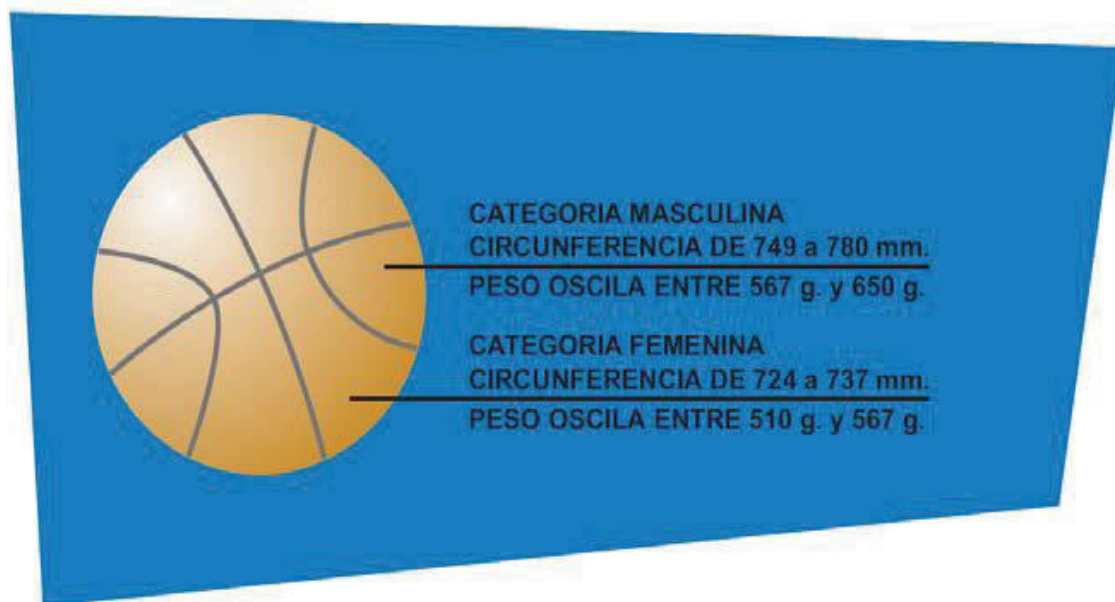 CATEGORIA MASCULINA
CIRCUNFERENCIA DE 749 a 780 mm.
PESO OSCILA ENTRE 567 g. y 650 g.
CATEGORIA FEMENINA
CIRCUNFERENCIA DE 724 a 737 mm.
PESO OSCILA ENTRE 510 g. y 567 g.